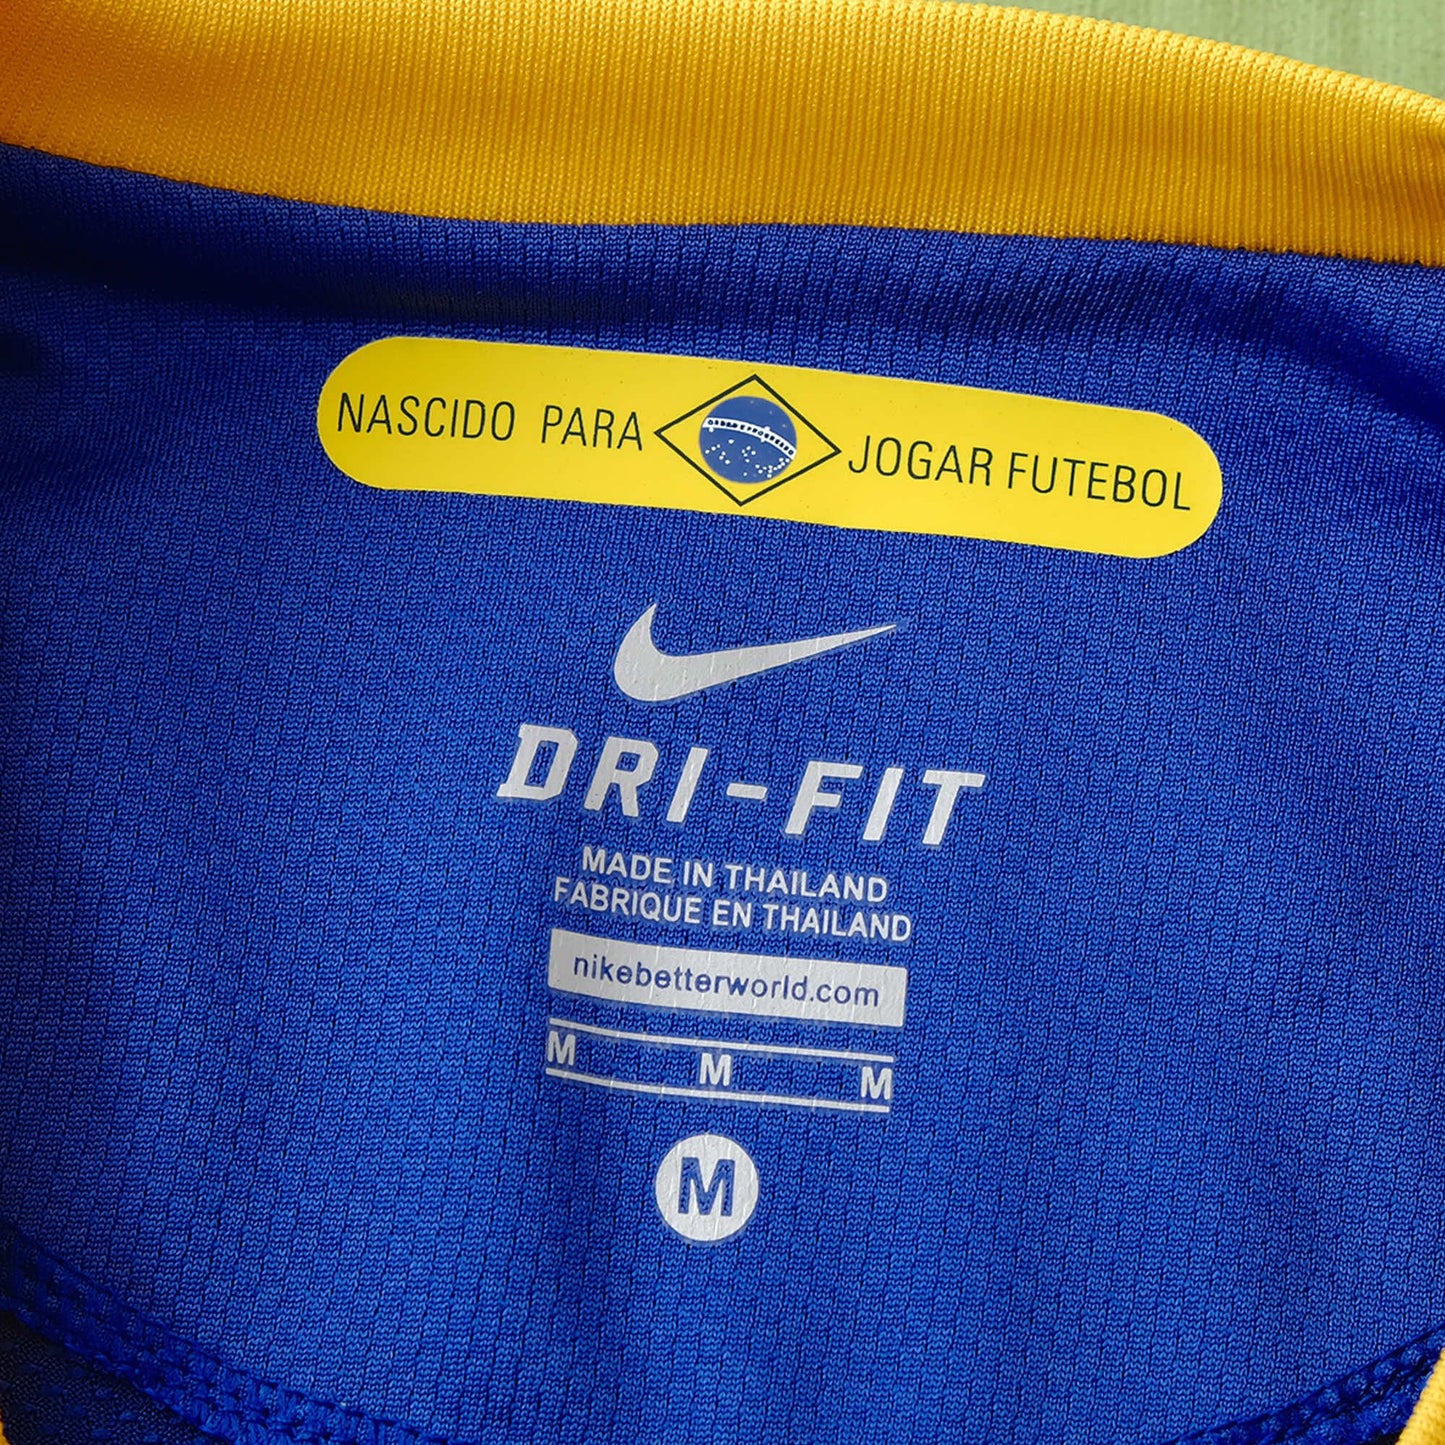 NASCIDO PARA JOGAR FUTEBOL
DRI-FIT
MADE IN THAILAND
FABRIQUE EN THAILAND
nikebetterworld.com
M M M
M